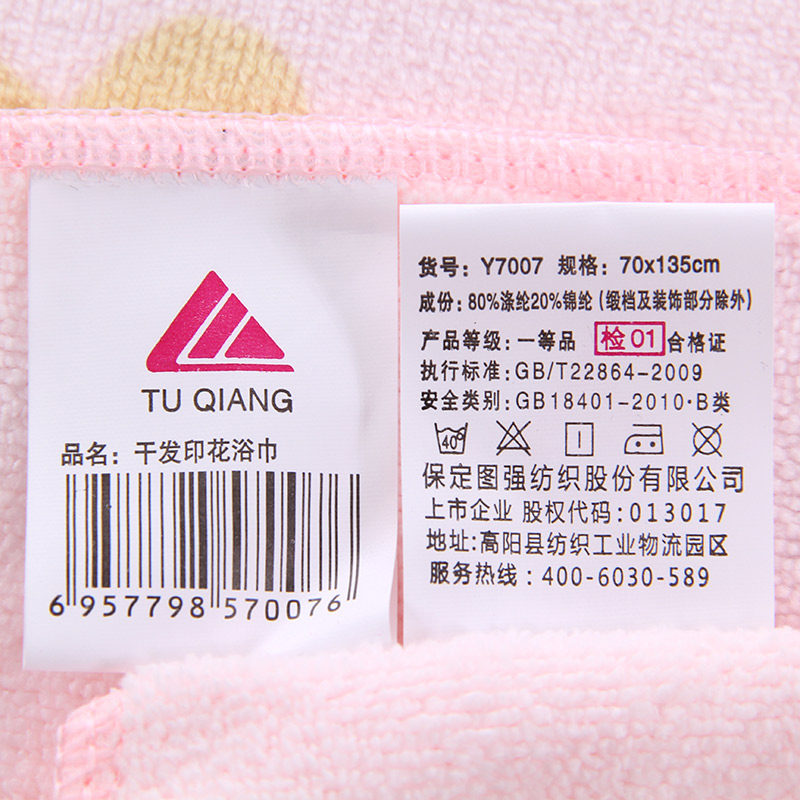 TU QIANG
品名：干发印花浴巾
6 957798 570076
货号：Y7007 规格：70x135cm
成份：80%涤纶20%锦纶（缎档及装饰部分除外）
产品等级：一等品 检01 合格证
执行标准：GB/T22864-2009
安全类别：GB18401-2010·B类
40°
保定图强纺织股份有限公司
上市企业 股权代码：013017
地址：高阳县纺织工业物流园区
服务热线：400-6030-589